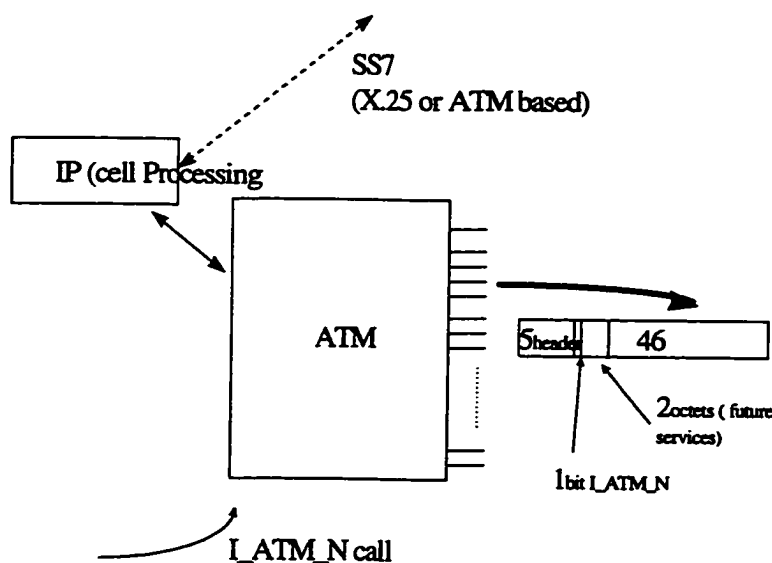 SS7
(X.25 or ATM based)
IP (cell Processing
ATM
5header
46
2octets ( future
services)
1bit I_ATM_N
I_ATM_N call